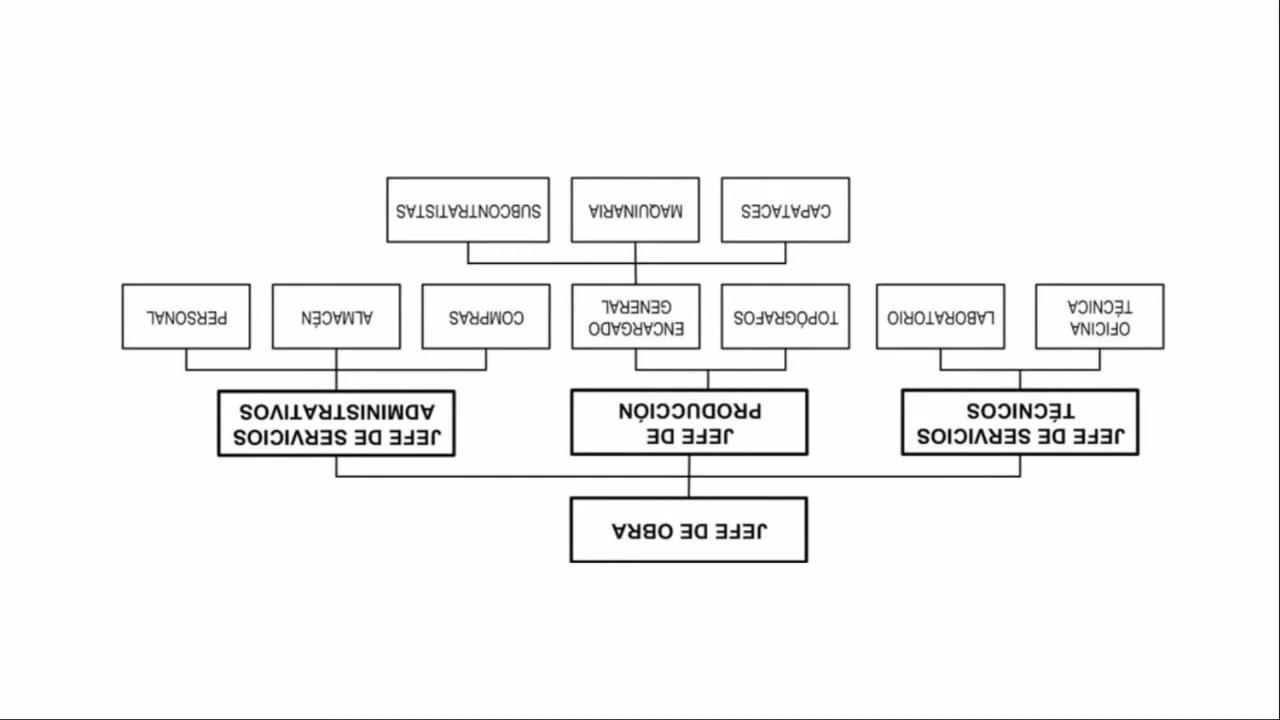 JEFE DE OBRA
JEFE DE SERVICIOS
TÉCNICOS
JEFE DE
PRODUCCIÓN
JEFE DE SERVICIOS
ADMINISTRATIVOS
OFICINA
TÉCNICA
LABORATORIO
TOPÓGRAFOS
ENCARGADO
GENERAL
COMPRAS
ALMACÉN
PERSONAL
CAPATACES
MAQUINARIA
SUBCONTRATISTAS